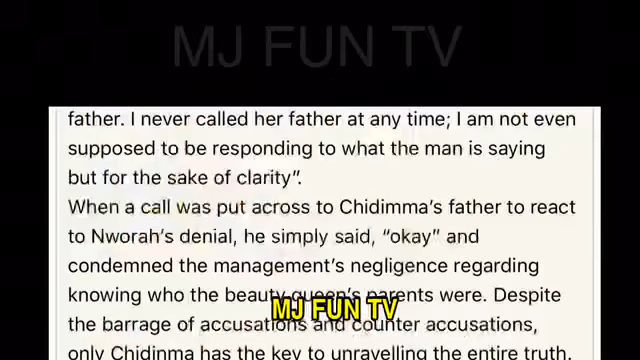 MJ FUN TV
father. I never called her father at any time; I am not even
supposed to be responding to what the man is saying
but for the sake of clarity”.
When a call was put across to Chidimma’s father to react
to Nworah’s denial, he simply said, “okay” and
condemned the management’s negligence regarding
knowing who the beauty queen’s parents were. Despite
MJ FUN TV
the barrage of accusations and counter accusations,
only Chidinma has the key to unravelling the entire truth.